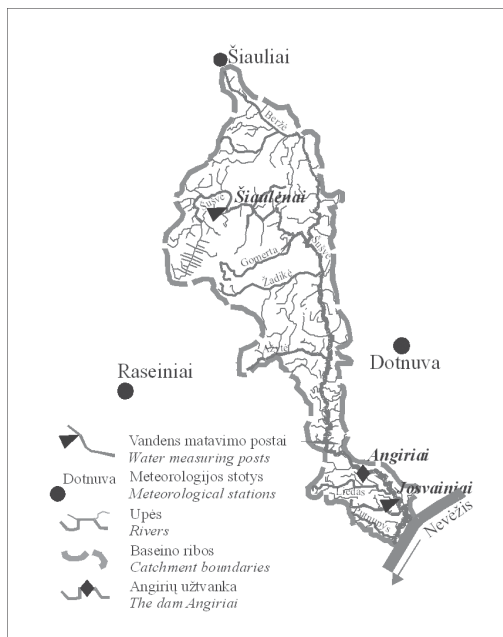 Šiauliai
Beržė
Šušvė
Šiaulėnai
Šušvė
Gomerta
Žadikė
Dotnuva
Raseiniai
Angiriai
Josvainiai
Nevėžis
Vandens matavimo postai
Water measuring posts
Dotnuva
Meteorologijos stotys
Meteorological stations
Upės
Rivers
Baseino ribos
Catchment boundaries
Angirių užtvanka
The dam Angiriai